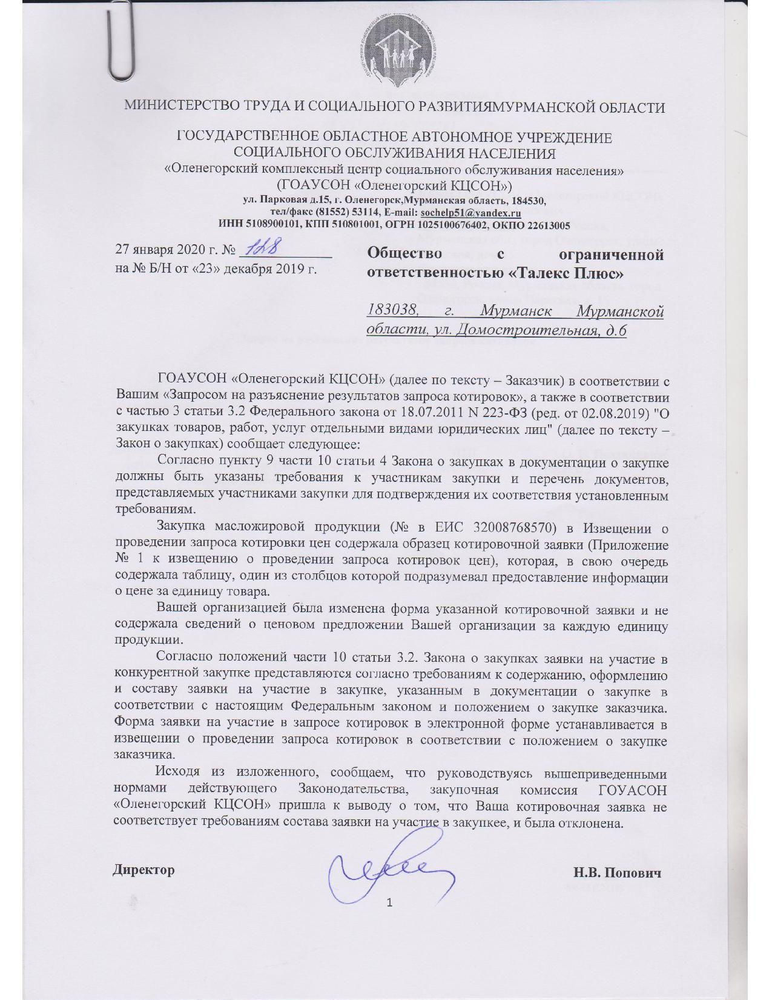 МИНИСТЕРСТВО ТРУДА И СОЦИАЛЬНОГО РАЗВИТИЯМУРМАНСКОЙ ОБЛАСТИ
ГОСУДАРСТВЕННОЕ ОБЛАСТНОЕ АВТОНОМНОЕ УЧРЕЖДЕНИЕ
СОЦИАЛЬНОГО ОБСЛУЖИВАНИЯ НАСЕЛЕНИЯ
«Оленегорский комплексный центр социального обслуживания населения»
(ГОАУСОН «Оленегорский КЦСОН»)
ул. Парковая д.15, г. Оленегорск,Мурманская область, 184530,
тел/факс (81552) 53114, E-mail: sochelp51@yandex.ru
ИНН 5108900101, КПП 510801001, ОГРН 1025100676402, ОКПО 22613005
27 января 2020 г. № 128
на № Б/Н от «23» декабря 2019 г.
Общество с ограниченной
ответственностью «Талекс Плюс»
183038, г. Мурманск Мурманской
области, ул. Домостроительная, д.6
ГОАУСОН «Оленегорский КЦСОН» (далее по тексту – Заказчик) в соответствии с
Вашим «Запросом на разъяснение результатов запроса котировок», а также в соответствии
с частью 3 статьи 3.2 Федерального закона от 18.07.2011 N 223-ФЗ (ред. от 02.08.2019) "О
закупках товаров, работ, услуг отдельными видами юридических лиц" (далее по тексту –
Закон о закупках) сообщает следующее:
Согласно пункту 9 части 10 статьи 4 Закона о закупках в документации о закупке
должны быть указаны требования к участникам закупки и перечень документов,
представляемых участниками закупки для подтверждения их соответствия установленным
требованиям.
Закупка масложировой продукции (№ в ЕИС 32008768570) в Извещении о
проведении запроса котировки цен содержала образец котировочной заявки (Приложение
№ 1 к извещению о проведении запроса котировок цен), которая, в свою очередь
содержала таблицу, один из столбцов которой подразумевал предоставление информации
о цене за единицу товара.
Вашей организацией была изменена форма указанной котировочной заявки и не
содержала сведений о ценовом предложении Вашей организации за каждую единицу
продукции.
Согласно положений части 10 статьи 3.2. Закона о закупках заявки на участие в
конкурентной закупке представляются согласно требованиям к содержанию, оформлению
и составу заявки на участие в закупке, указанным в документации о закупке в
соответствии с настоящим Федеральным законом и положением о закупке заказчика.
Форма заявки на участие в запросе котировок в электронной форме устанавливается в
извещении о проведении запроса котировок в соответствии с положением о закупке
заказчика.
Исходя из изложенного, сообщаем, что руководствуясь вышеприведенными
нормами действующего Законодательства, закупочная комиссия ГОУАСОН
«Оленегорский КЦСОН» пришла к выводу о том, что Ваша котировочная заявка не
соответствует требованиям состава заявки на участие в закупкее, и была отклонена.
Директор
Н.В. Попович
1